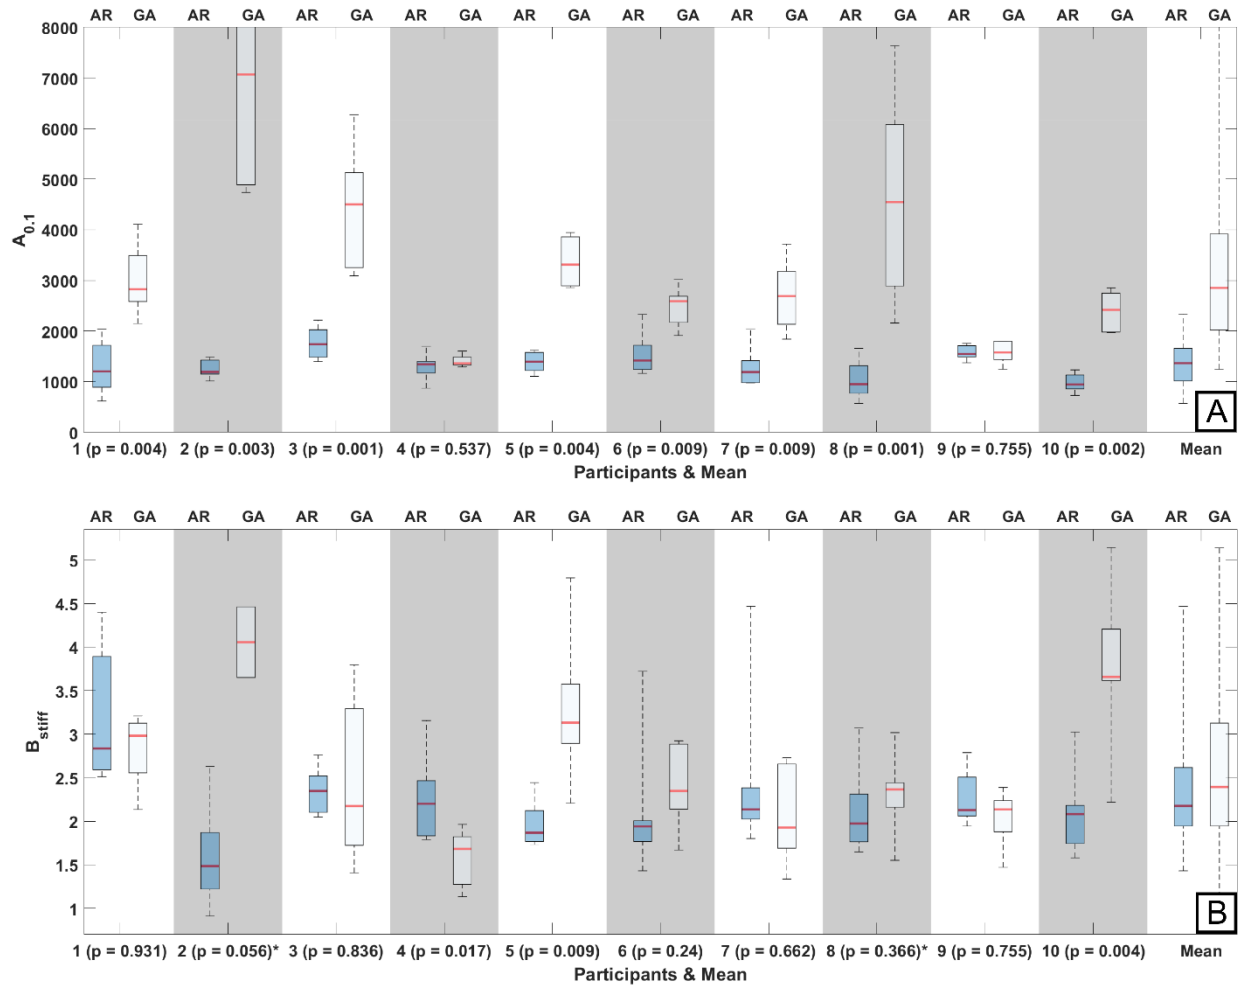 AR GA AR GA AR GA AR GA AR GA AR GA AR GA AR GA AR GA AR GA AR GA
8000
7000
6000
5000
4000
3000
2000
1000
0
A0.1
A
1 (p = 0.004) 2 (p = 0.003) 3 (p = 0.001) 4 (p = 0.537) 5 (p = 0.004) 6 (p = 0.009) 7 (p = 0.009) 8 (p = 0.001) 9 (p = 0.755) 10 (p = 0.002) Mean
Participants & Mean
AR GA AR GA AR GA AR GA AR GA AR GA AR GA AR GA AR GA AR GA AR GA
5
4.5
4
3.5
3
2.5
2
1.5
1
Bstiff
B
1 (p = 0.931) 2 (p = 0.056)* 3 (p = 0.836) 4 (p = 0.017) 5 (p = 0.009) 6 (p = 0.24) 7 (p = 0.662) 8 (p = 0.366)* 9 (p = 0.755) 10 (p = 0.004) Mean
Participants & Mean